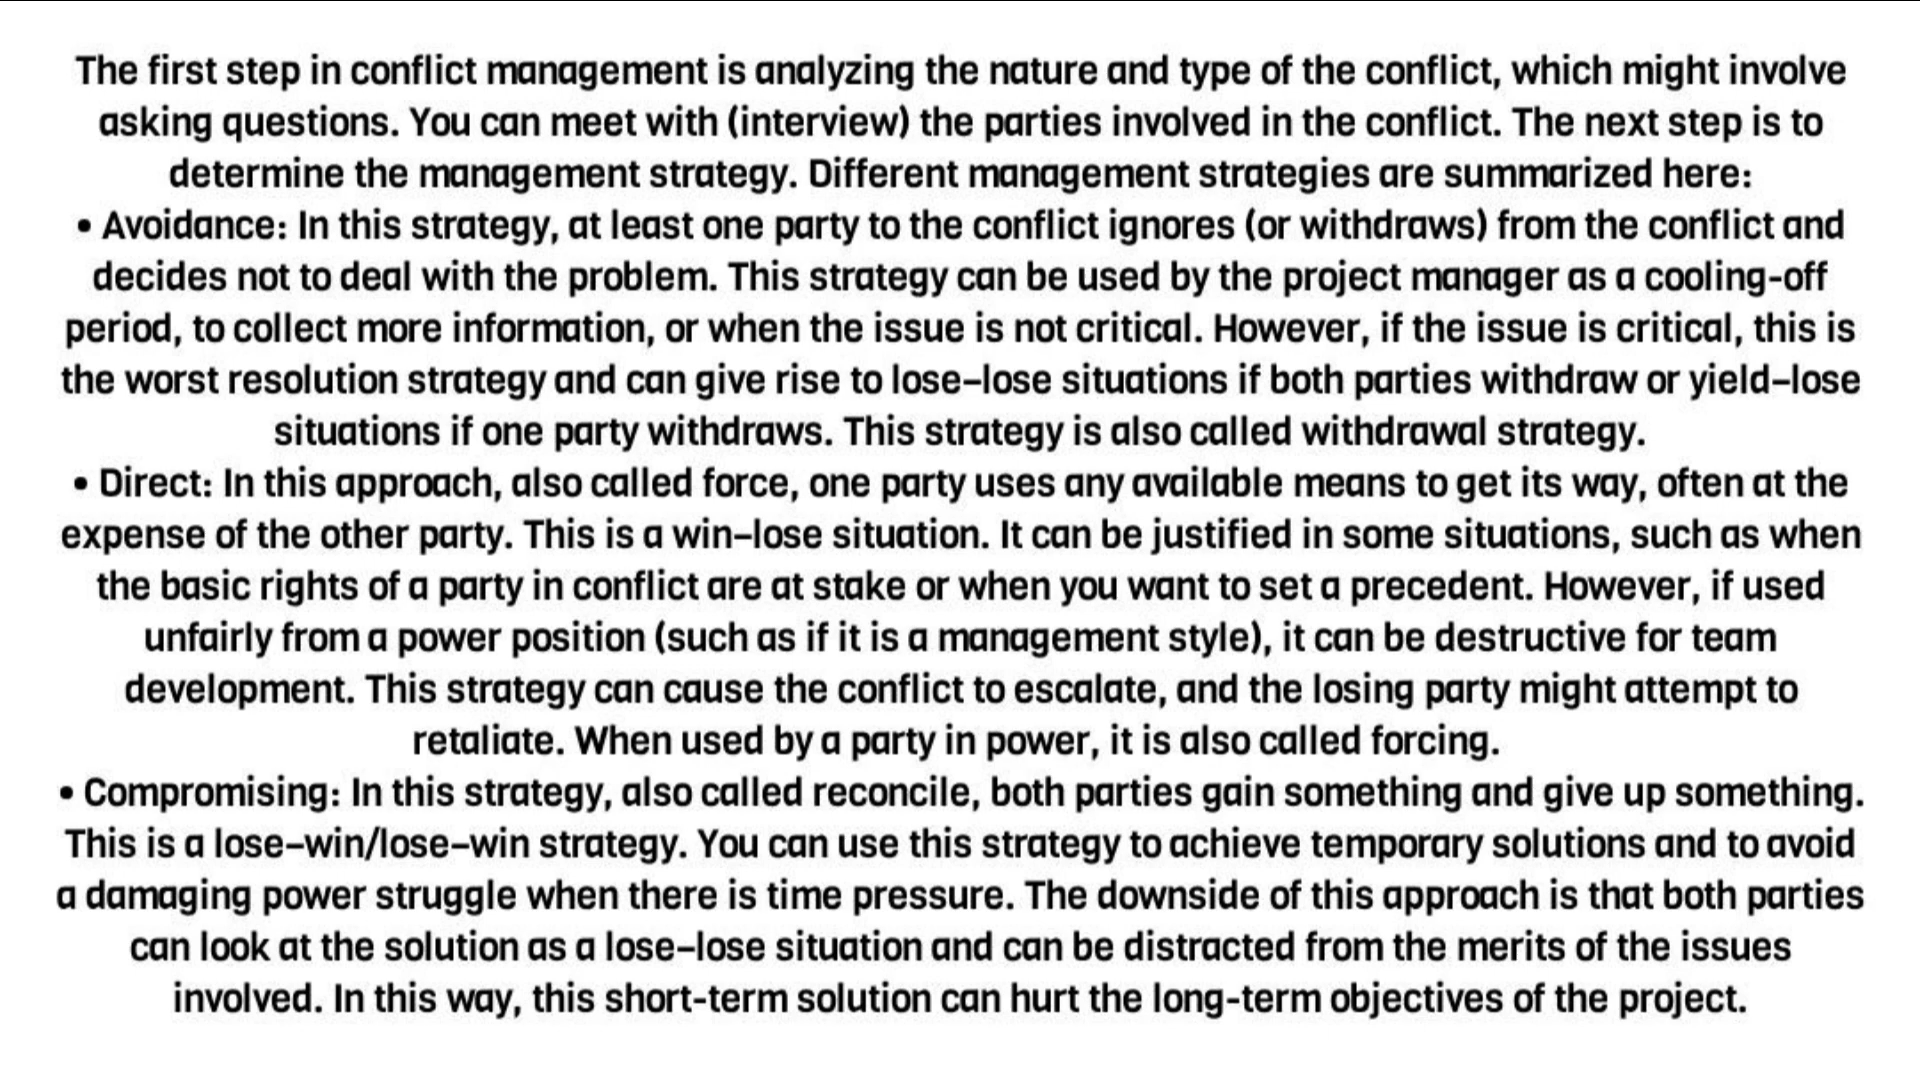 The first step in conflict management is analyzing the nature and type of the conflict, which might involve
asking questions. You can meet with (interview) the parties involved in the conflict. The next step is to
determine the management strategy. Different management strategies are summarized here:
• Avoidance: In this strategy, at least one party to the conflict ignores (or withdraws) from the conflict and
decides not to deal with the problem. This strategy can be used by the project manager as a cooling-off
period, to collect more information, or when the issue is not critical. However, if the issue is critical, this is
the worst resolution strategy and can give rise to lose–lose situations if both parties withdraw or yield–lose
situations if one party withdraws. This strategy is also called withdrawal strategy.
• Direct: In this approach, also called force, one party uses any available means to get its way, often at the
expense of the other party. This is a win–lose situation. It can be justified in some situations, such as when
the basic rights of a party in conflict are at stake or when you want to set a precedent. However, if used
unfairly from a power position (such as if it is a management style), it can be destructive for team
development. This strategy can cause the conflict to escalate, and the losing party might attempt to
retaliate. When used by a party in power, it is also called forcing.
• Compromising: In this strategy, also called reconcile, both parties gain something and give up something.
This is a lose–win/lose–win strategy. You can use this strategy to achieve temporary solutions and to avoid
a damaging power struggle when there is time pressure. The downside of this approach is that both parties
can look at the solution as a lose–lose situation and can be distracted from the merits of the issues
involved. In this way, this short-term solution can hurt the long-term objectives of the project.